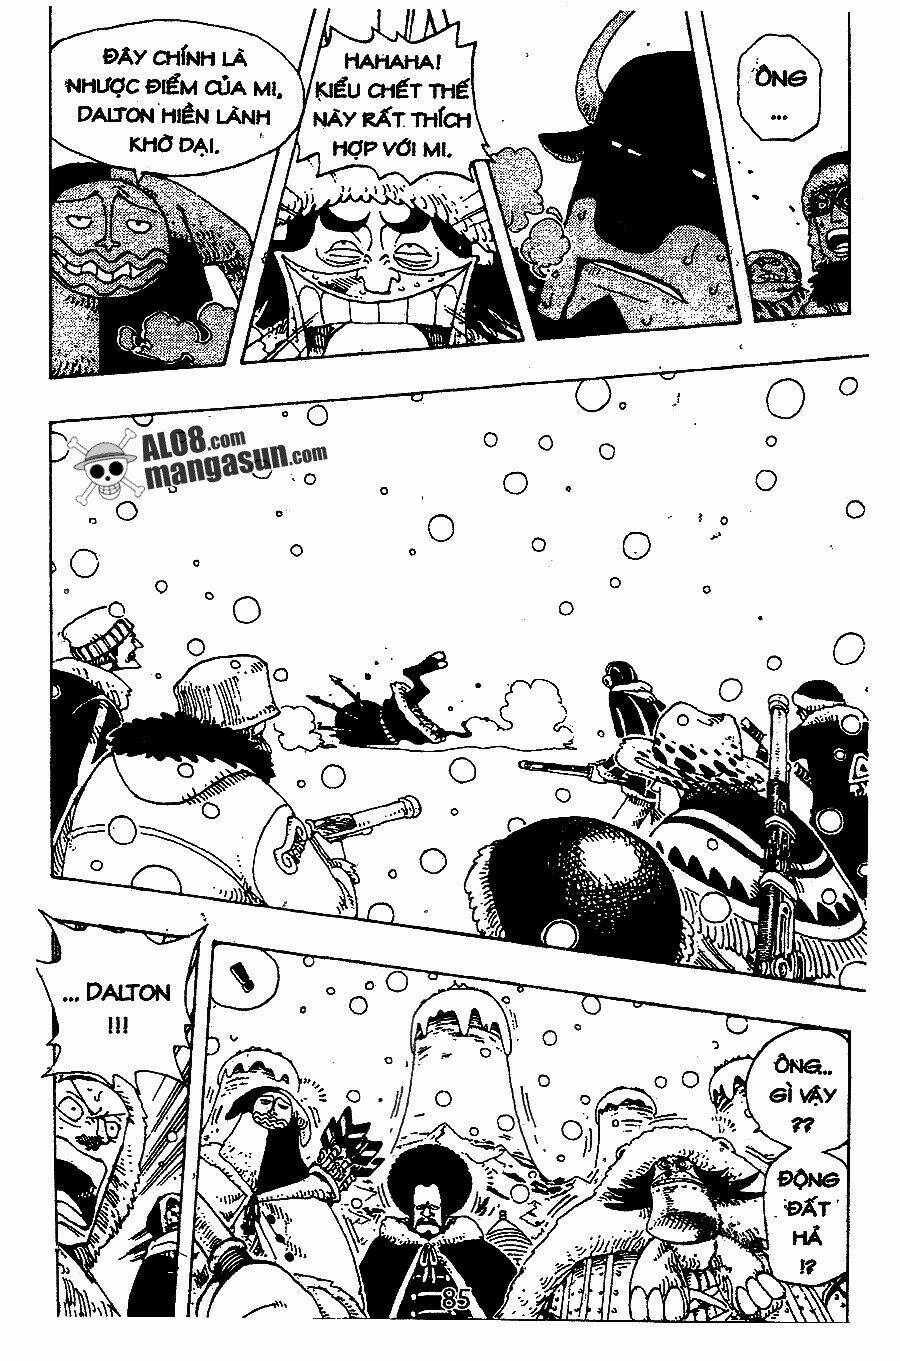 ĐÂY CHÍNH LÀ
NHƯỢC ĐIỂM CỦA MI,
DALTON HIỀN LÀNH
KHỜ DẠI.
HAHAHA!
KIỂU CHẾT THẾ
NÀY RẤT THÍCH
HỢP VỚI MI.
ÔNG
...
AL08.com
mangasun.com
... DALTON
!!!
!
ÔNG...
GÌ VẬY
??
ĐỘNG
ĐẤT
HẢ
!?
85